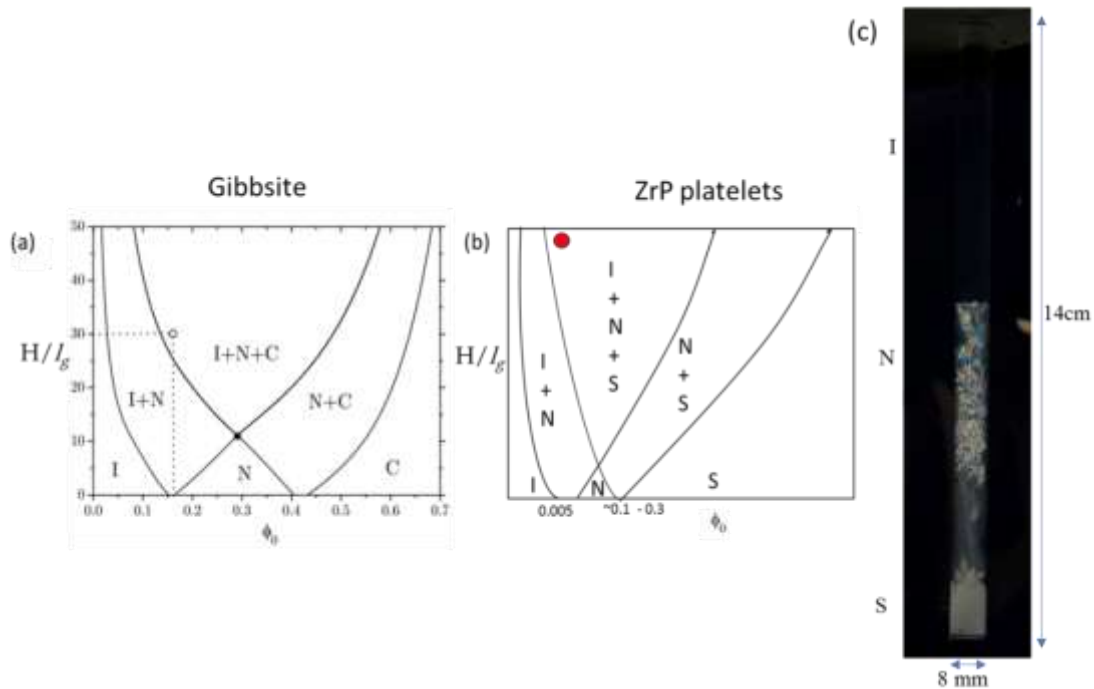 Gibbsite
(a)
50
40
30
20
10
0
H/l_g
I
I+N
I+N+C
N
N+C
C
0.0 0.1 0.2 0.3 0.4 0.5 0.6 0.7
ϕ₀
ZrP platelets
(b)
H/l_g
I
I
+
N
I
+
N
+
S
N
N
+
S
S
0.005 ~0.1 - 0.3
ϕ₀
(c)
I
N
S
14cm
8 mm